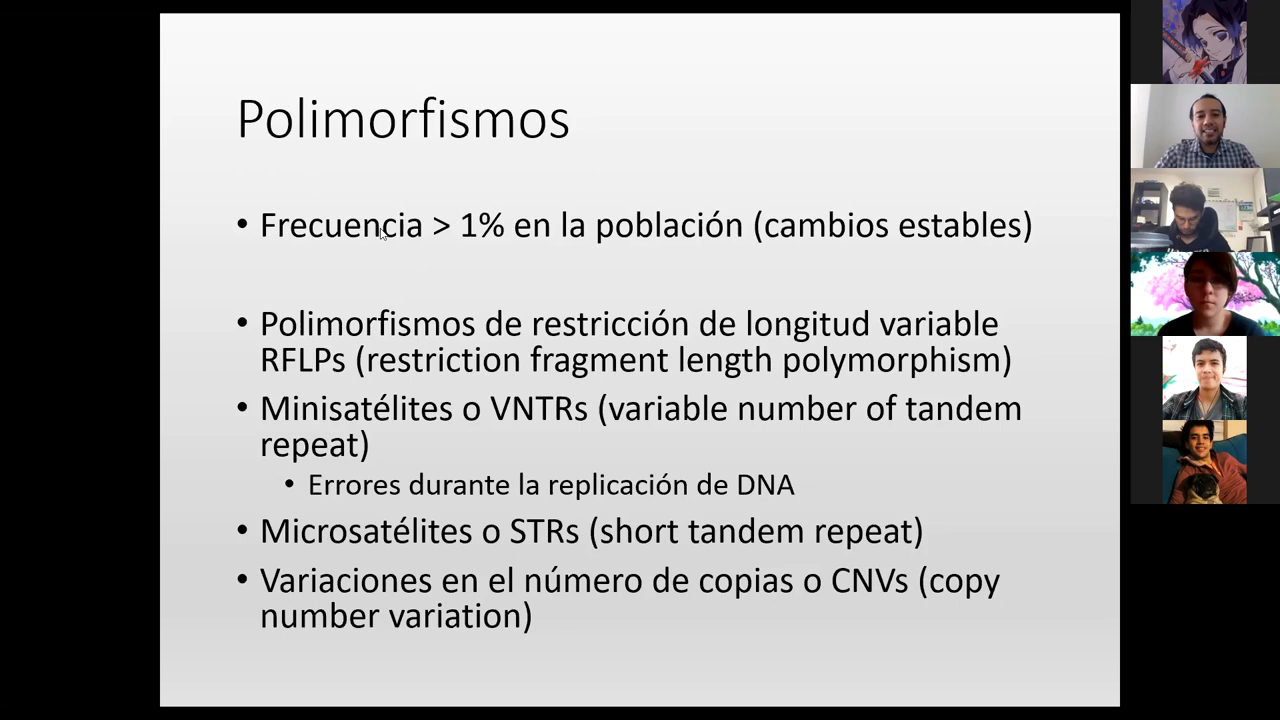 Polimorfismos
• Frecuencia > 1% en la población (cambios estables)
• Polimorfismos de restricción de longitud variable
RFLPs (restriction fragment length polymorphism)
• Minisatélites o VNTRs (variable number of tandem
repeat)
• Errores durante la replicación de DNA
• Microsatélites o STRs (short tandem repeat)
• Variaciones en el número de copias o CNVs (copy
number variation)